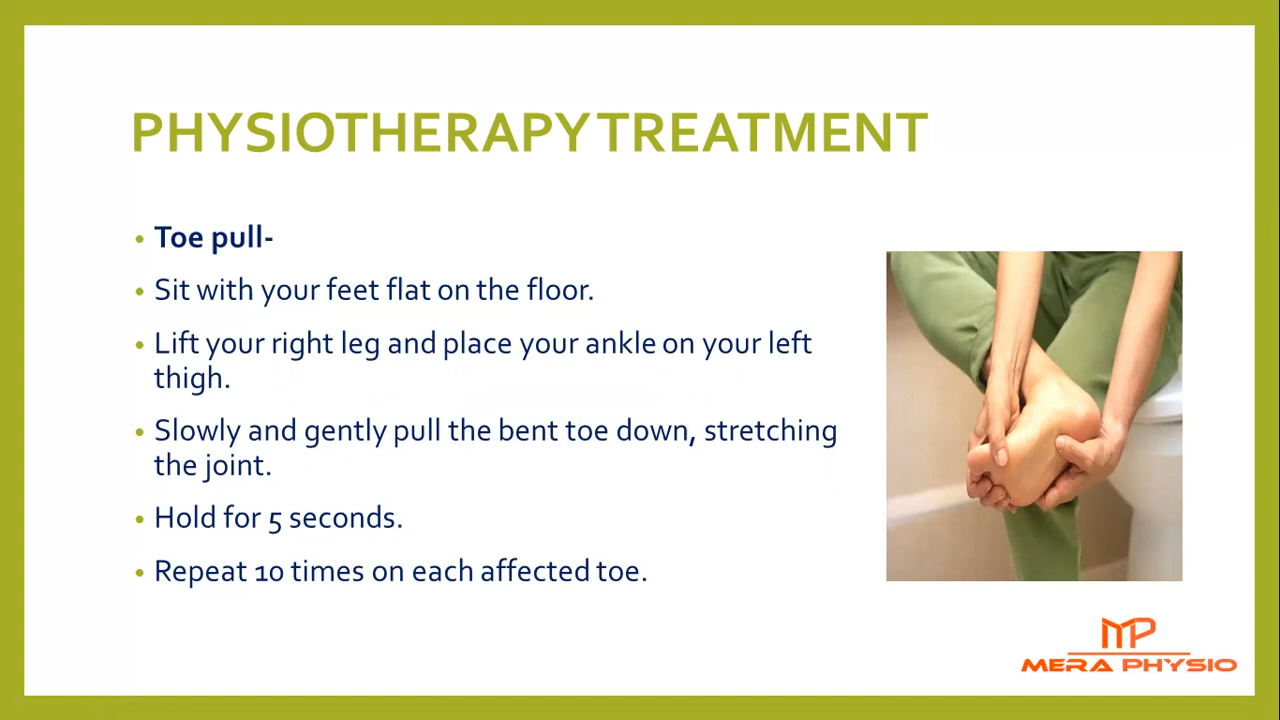 PHYSIOTHERAPY TREATMENT
• Toe pull-
• Sit with your feet flat on the floor.
• Lift your right leg and place your ankle on your left
thigh.
• Slowly and gently pull the bent toe down, stretching
the joint.
• Hold for 5 seconds.
• Repeat 10 times on each affected toe.
MP
MERA PHYSIO